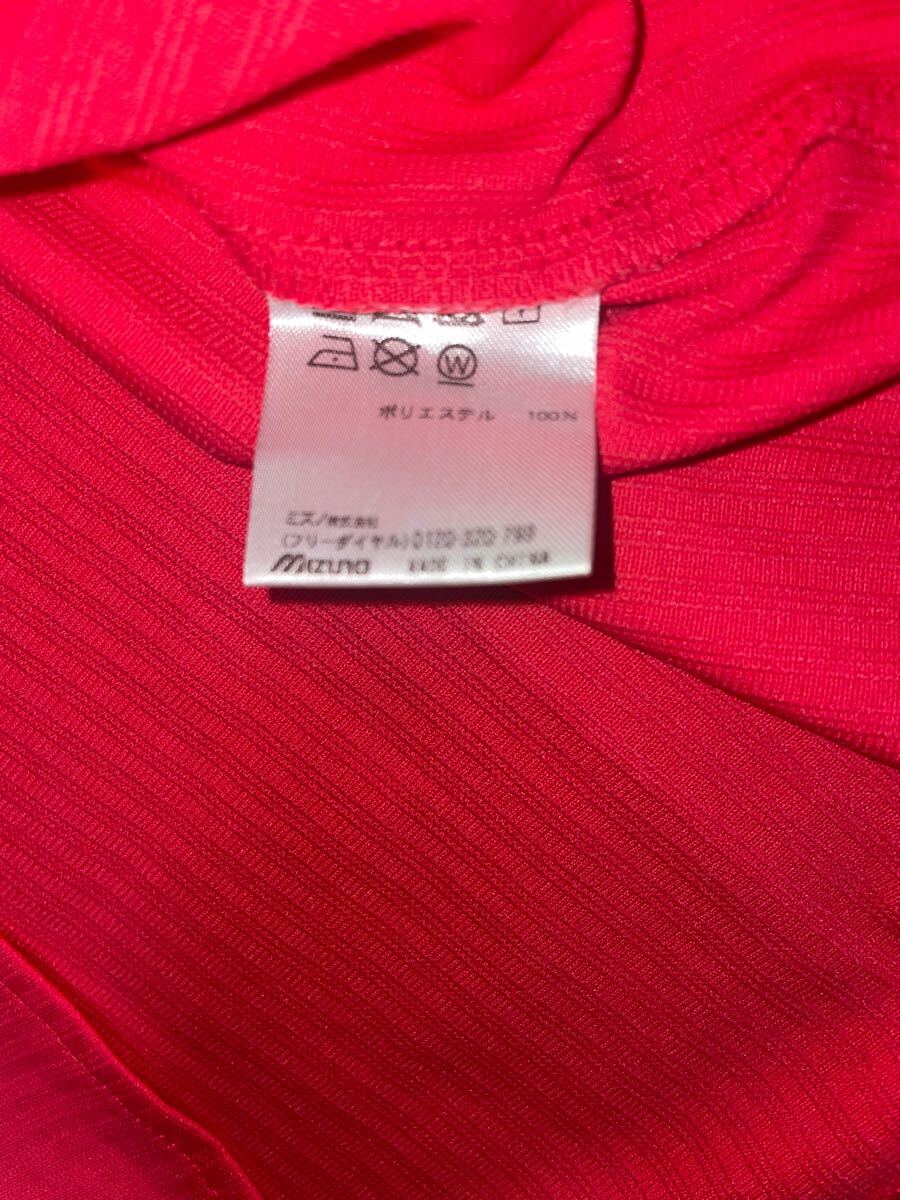 W
ポリエステル 100%
ミズノ株式会社
(フリーダイヤル)0120-320-799
MIZUNO MADE IN CHINA